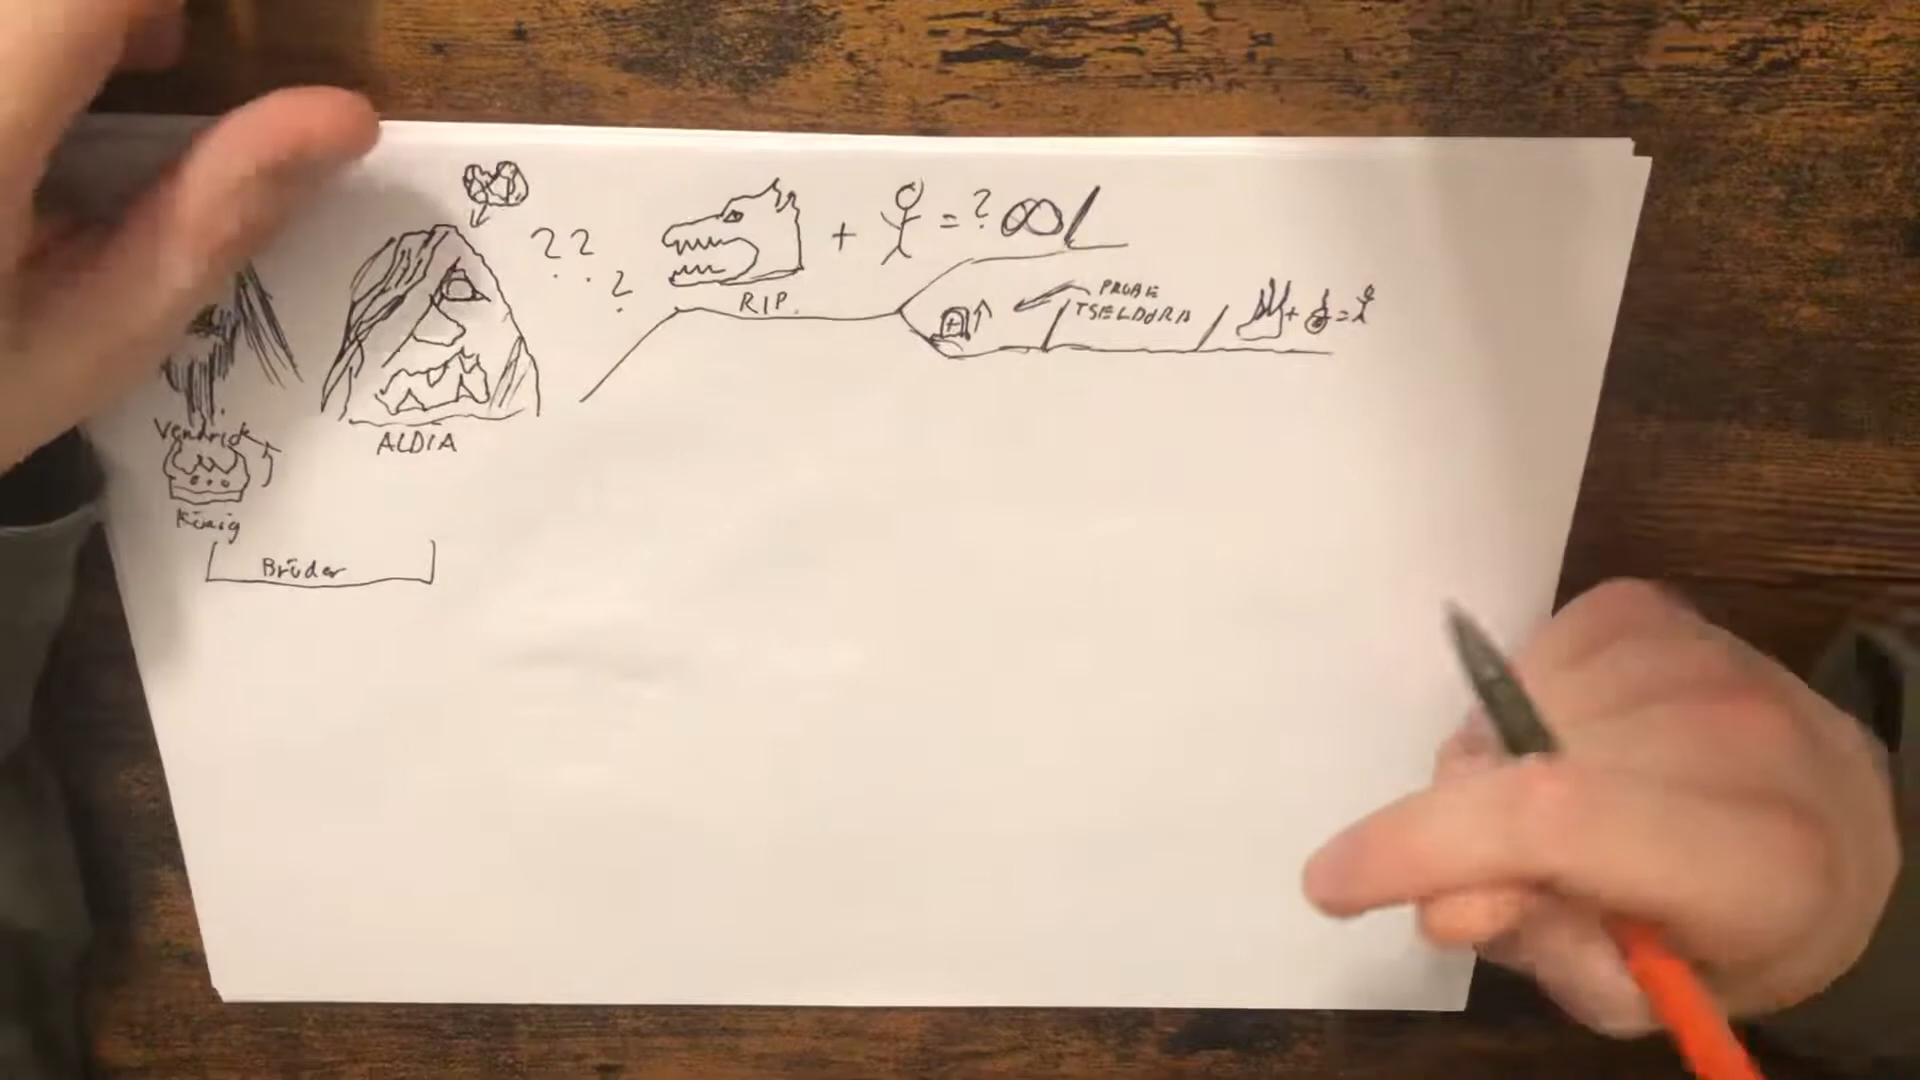 ? ?
?
+ = ? ∞
RIP.
PROBE
TSELDORA
+ =
Vendrick
ALDIA
König
Brüder